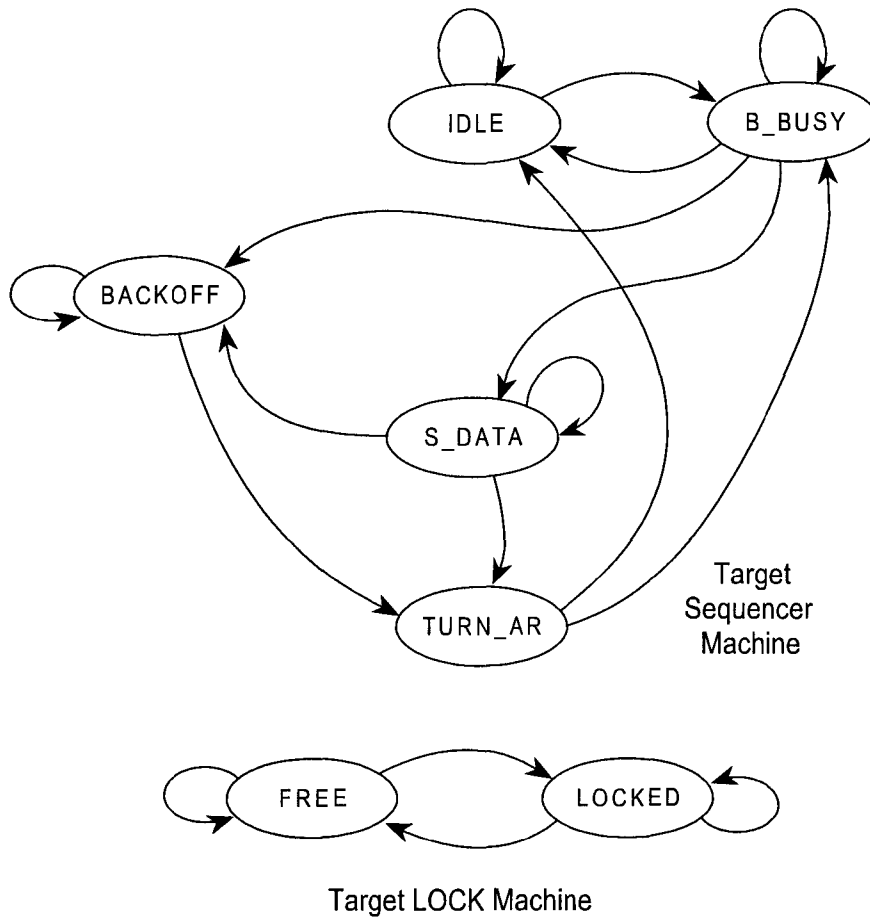 IDLE
B_BUSY
BACKOFF
S_DATA
TURN_AR
Target
Sequencer
Machine
FREE
LOCKED
Target LOCK Machine